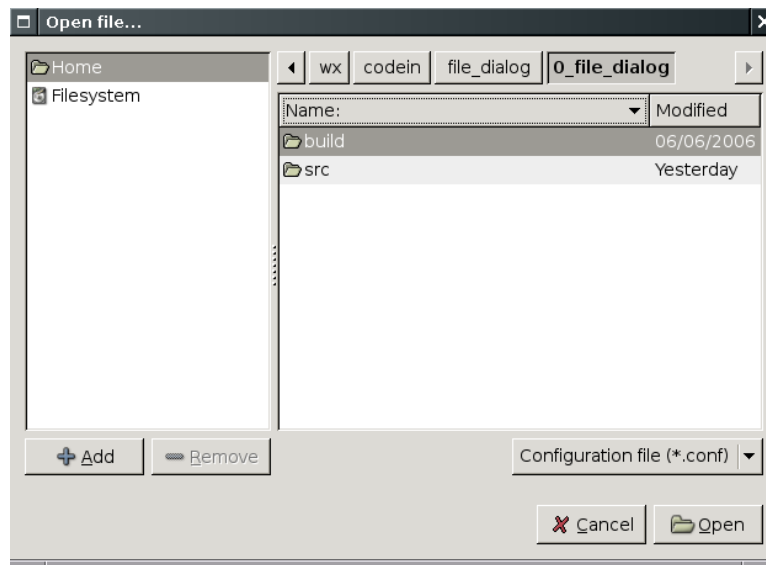 Open file...
Home
Filesystem
wx codein file_dialog 0_file_dialog
Name: Modified
build 06/06/2006
src Yesterday
Add Remove Configuration file (*.conf)
Cancel Open